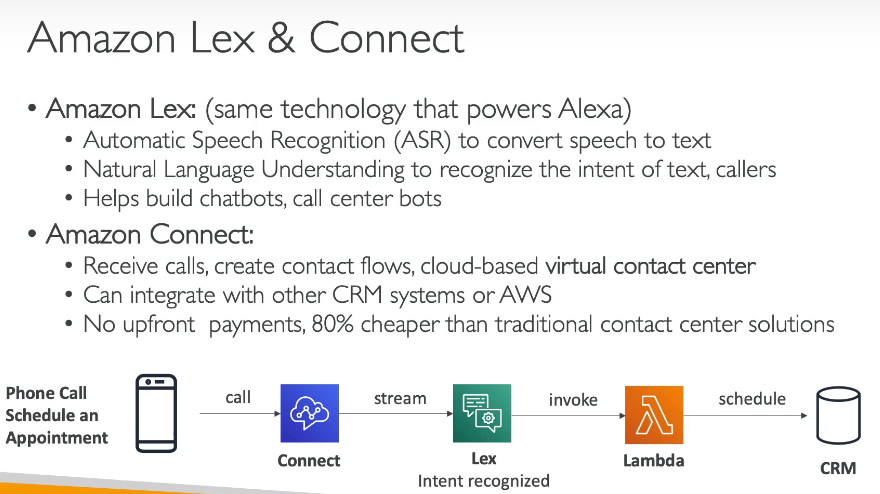 Amazon Lex & Connect
• Amazon Lex: (same technology that powers Alexa)
• Automatic Speech Recognition (ASR) to convert speech to text
• Natural Language Understanding to recognize the intent of text, callers
• Helps build chatbots, call center bots
• Amazon Connect:
• Receive calls, create contact flows, cloud-based virtual contact center
• Can integrate with other CRM systems or AWS
• No upfront payments, 80% cheaper than traditional contact center solutions
Phone Call
Schedule an
Appointment
call
stream
invoke
schedule
Connect
Lex
Intent recognized
Lambda
CRM